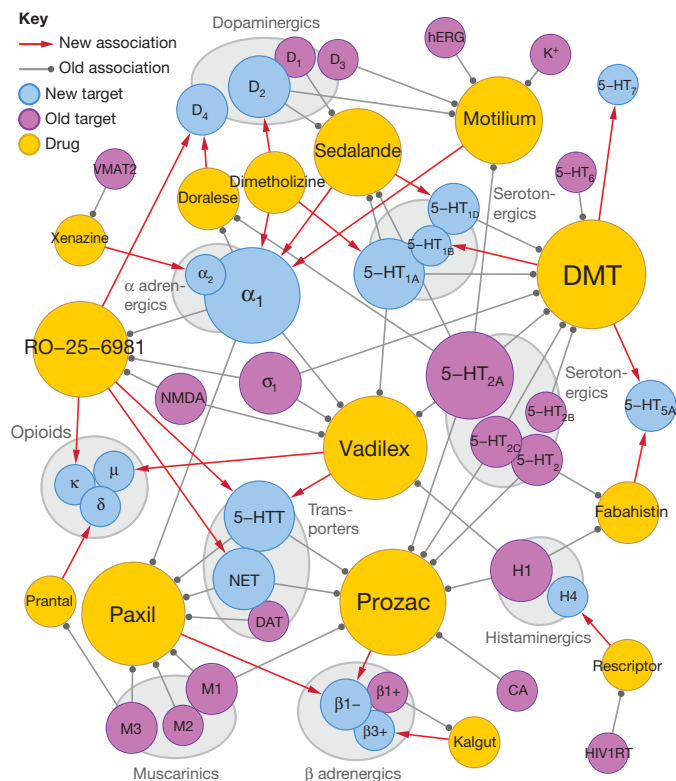 Key
New association
Old association
New target
Old target
Drug
Dopaminergics
D1
D3
D2
D4
hERG
K+
Motilium
5-HT7
Sedalande
VMAT2
Doralese
Dimetholizine
Seroton-
ergics
5-HT6
Xenazine
5-HT1D
5-HT1B
5-HT1A
DMT
α2
α1
α adren-
ergics
RO-25-6981
σ1
NMDA
5-HT2A
Seroton-
ergics
5-HT2B
5-HT2C
5-HT2
5-HT5A
Opioids
κ
μ
δ
Vadilex
5-HTT
Trans-
porters
NET
DAT
Fabahistin
H1
H4
Histaminergics
Prantal
Paxil
Prozac
Rescriptor
M1
M2
M3
Muscarinics
β1-
β1+
β3+
β adrenergics
CA
Kalgut
HIV1RT